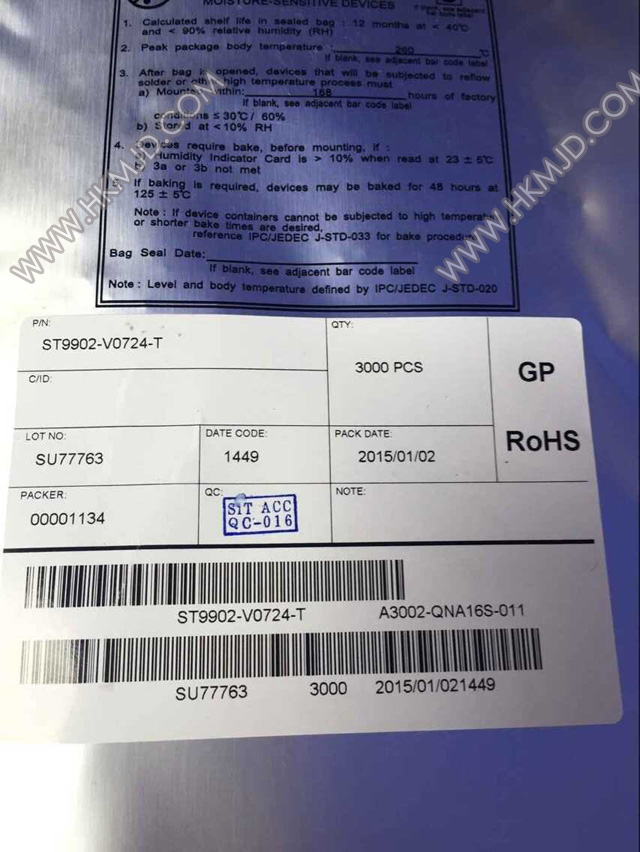 MOISTURE-SENSITIVE DEVICES
1. Calculated shelf life in sealed bag : 12 months at < 40℃
and < 90% relative humidity (RH)
2. Peak package body temperature : 260 ℃
If blank, see adjacent bar code label
3. After bag is opened, devices that will be subjected to reflow
solder or other high temperature process must
a) Mounted within: 168 hours of factory
If blank, see adjacent bar code label
conditions ≤ 30℃/ 60%
b) Stored at <10% RH
4. Devices require bake, before mounting, if :
a) Humidity Indicator Card is > 10% when read at 23 ± 5℃
b) 3a or 3b not met
5. If baking is required, devices may be baked for 48 hours at
125 ± 5℃
Note : If device containers cannot be subjected to high temperature
or shorter bake times are desired,
reference IPC/JEDEC J-STD-033 for bake procedure
Bag Seal Date:
If blank, see adjacent bar code label
Note : Level and body temperature defined by IPC/JEDEC J-STD-020
WWW.HKMJD.COM
WWW.HKMJD.COM
P/N:
ST9902-V0724-T
QTY:
3000 PCS
GP
RoHS
C/ID:
LOT NO:
SU77763
DATE CODE:
1449
PACK DATE:
2015/01/02
PACKER:
00001134
QC:
SiT ACC
QC-016
NOTE:
ST9902-V0724-T A3002-QNA16S-011
SU77763 3000 2015/01/021449